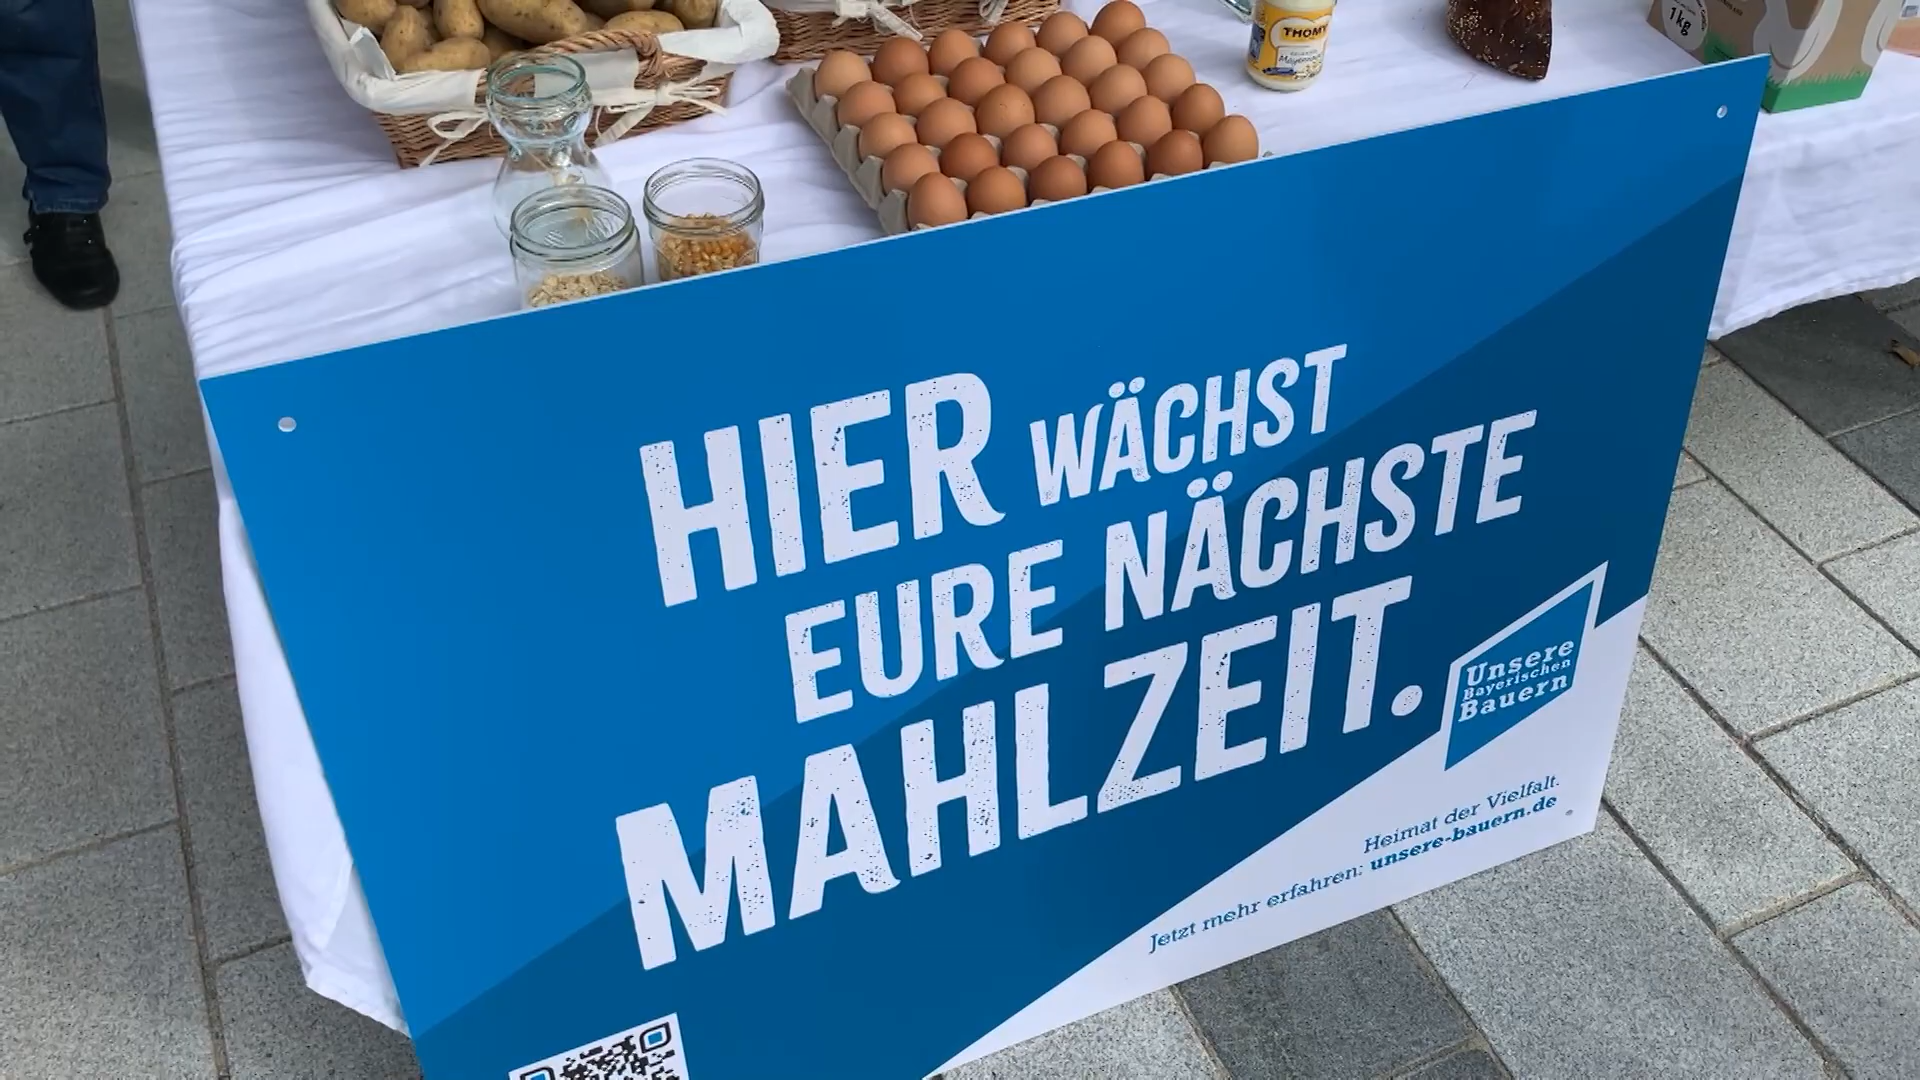 1kg
THOMY
HIER WÄCHST
EURE NÄCHSTE
MAHLZEIT.
Unsere
Bayerischen
Bauern
Heimat der Vielfalt.
Jetzt mehr erfahren: unsere-bauern.de